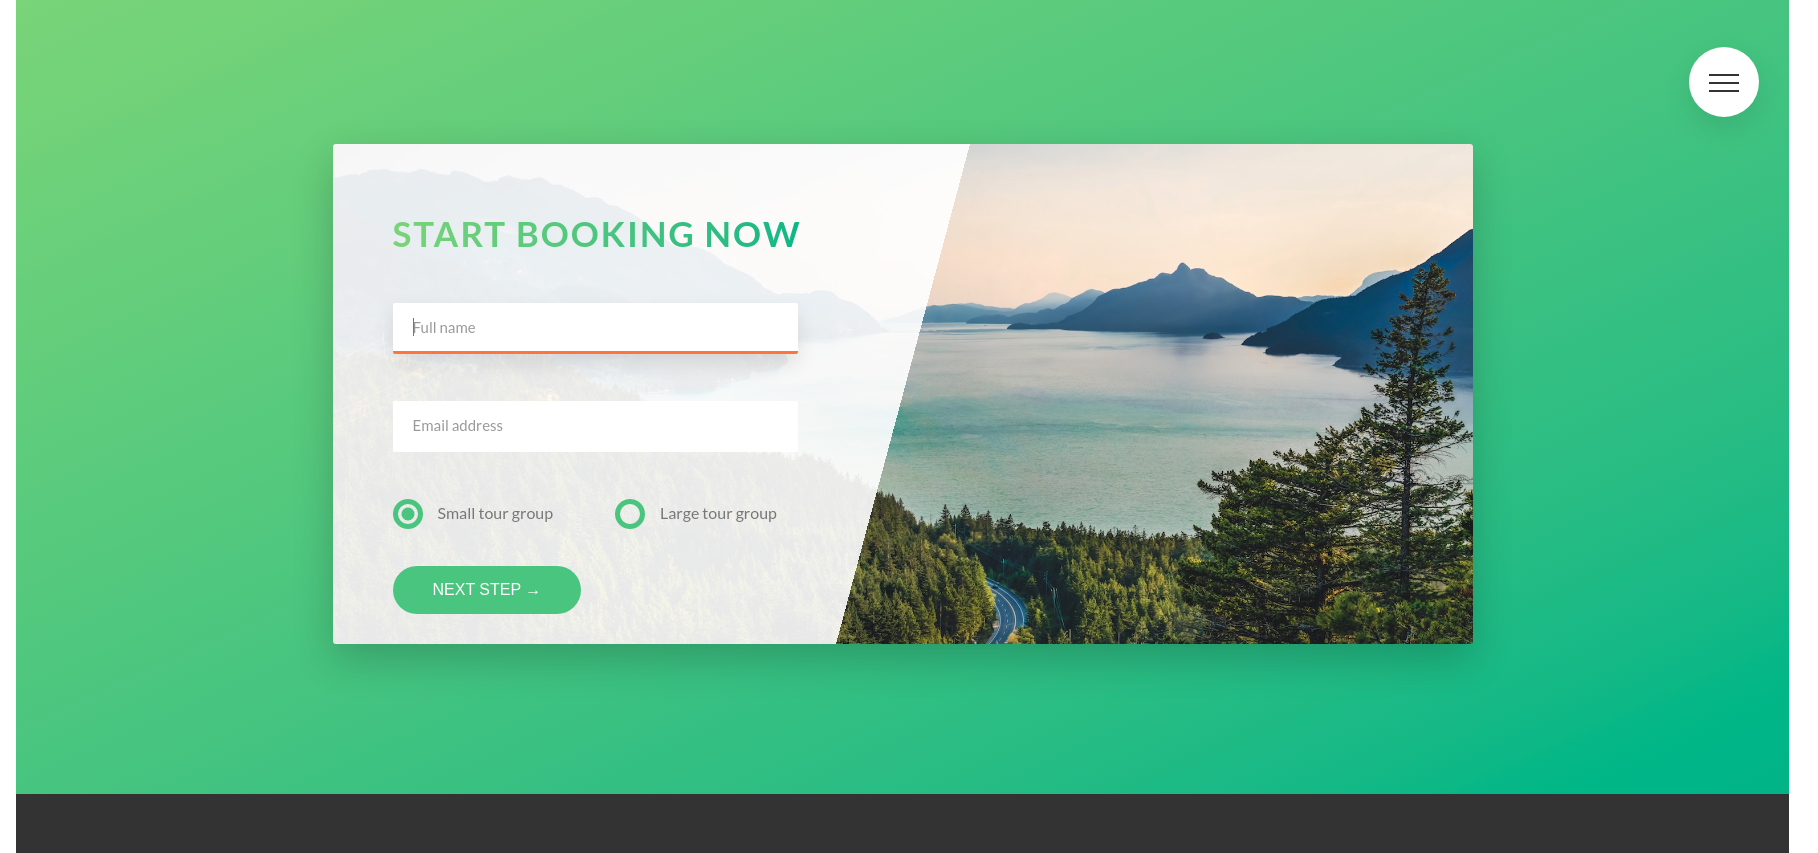 START BOOKING NOW
Full name
Email address
Small tour group Large tour group
NEXT STEP →